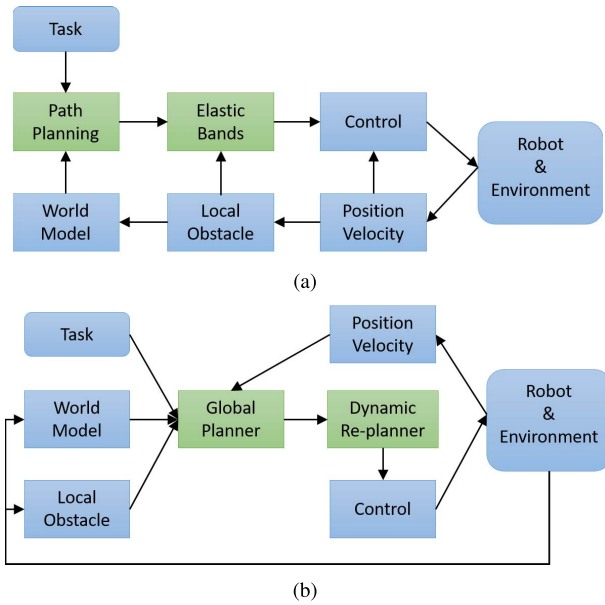 Task
Path
Planning
Elastic
Bands
Control
Robot
&
Environment
World
Model
Local
Obstacle
Position
Velocity
(a)
Task
Position
Velocity
World
Model
Global
Planner
Dynamic
Re-planner
Robot
&
Environment
Local
Obstacle
Control
(b)